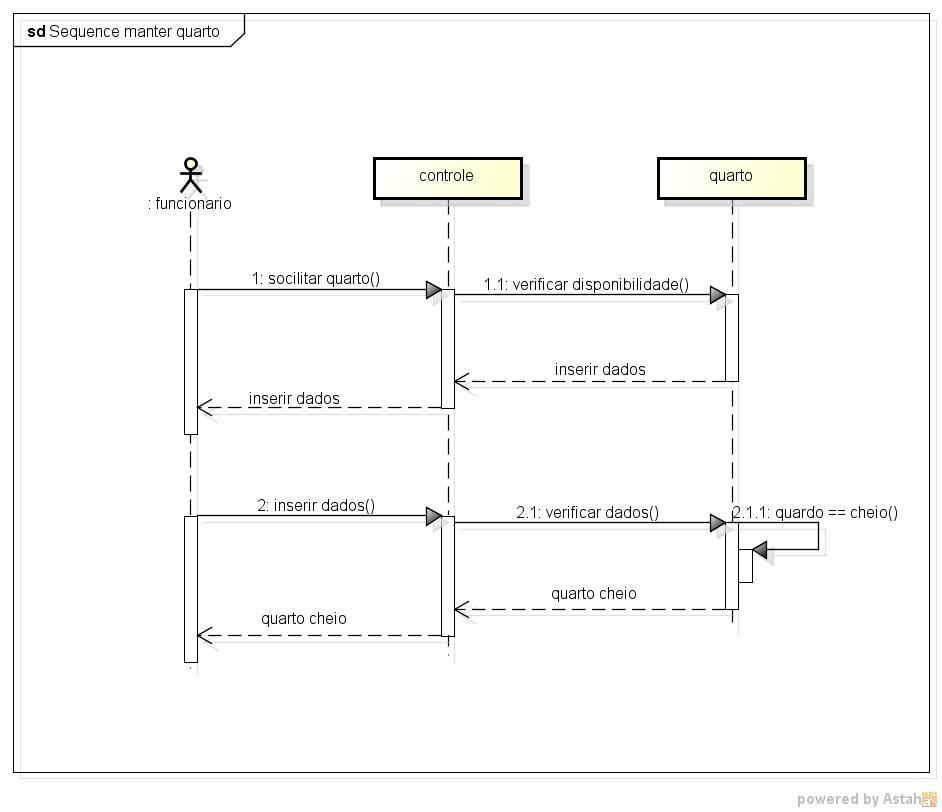 sd Sequence manter quarto
: funcionario
controle
quarto
1: socilitar quarto()
1.1: verificar disponibilidade()
inserir dados
inserir dados
2: inserir dados()
2.1: verificar dados()
2.1.1: quardo == cheio()
quarto cheio
quarto cheio
powered by Astah